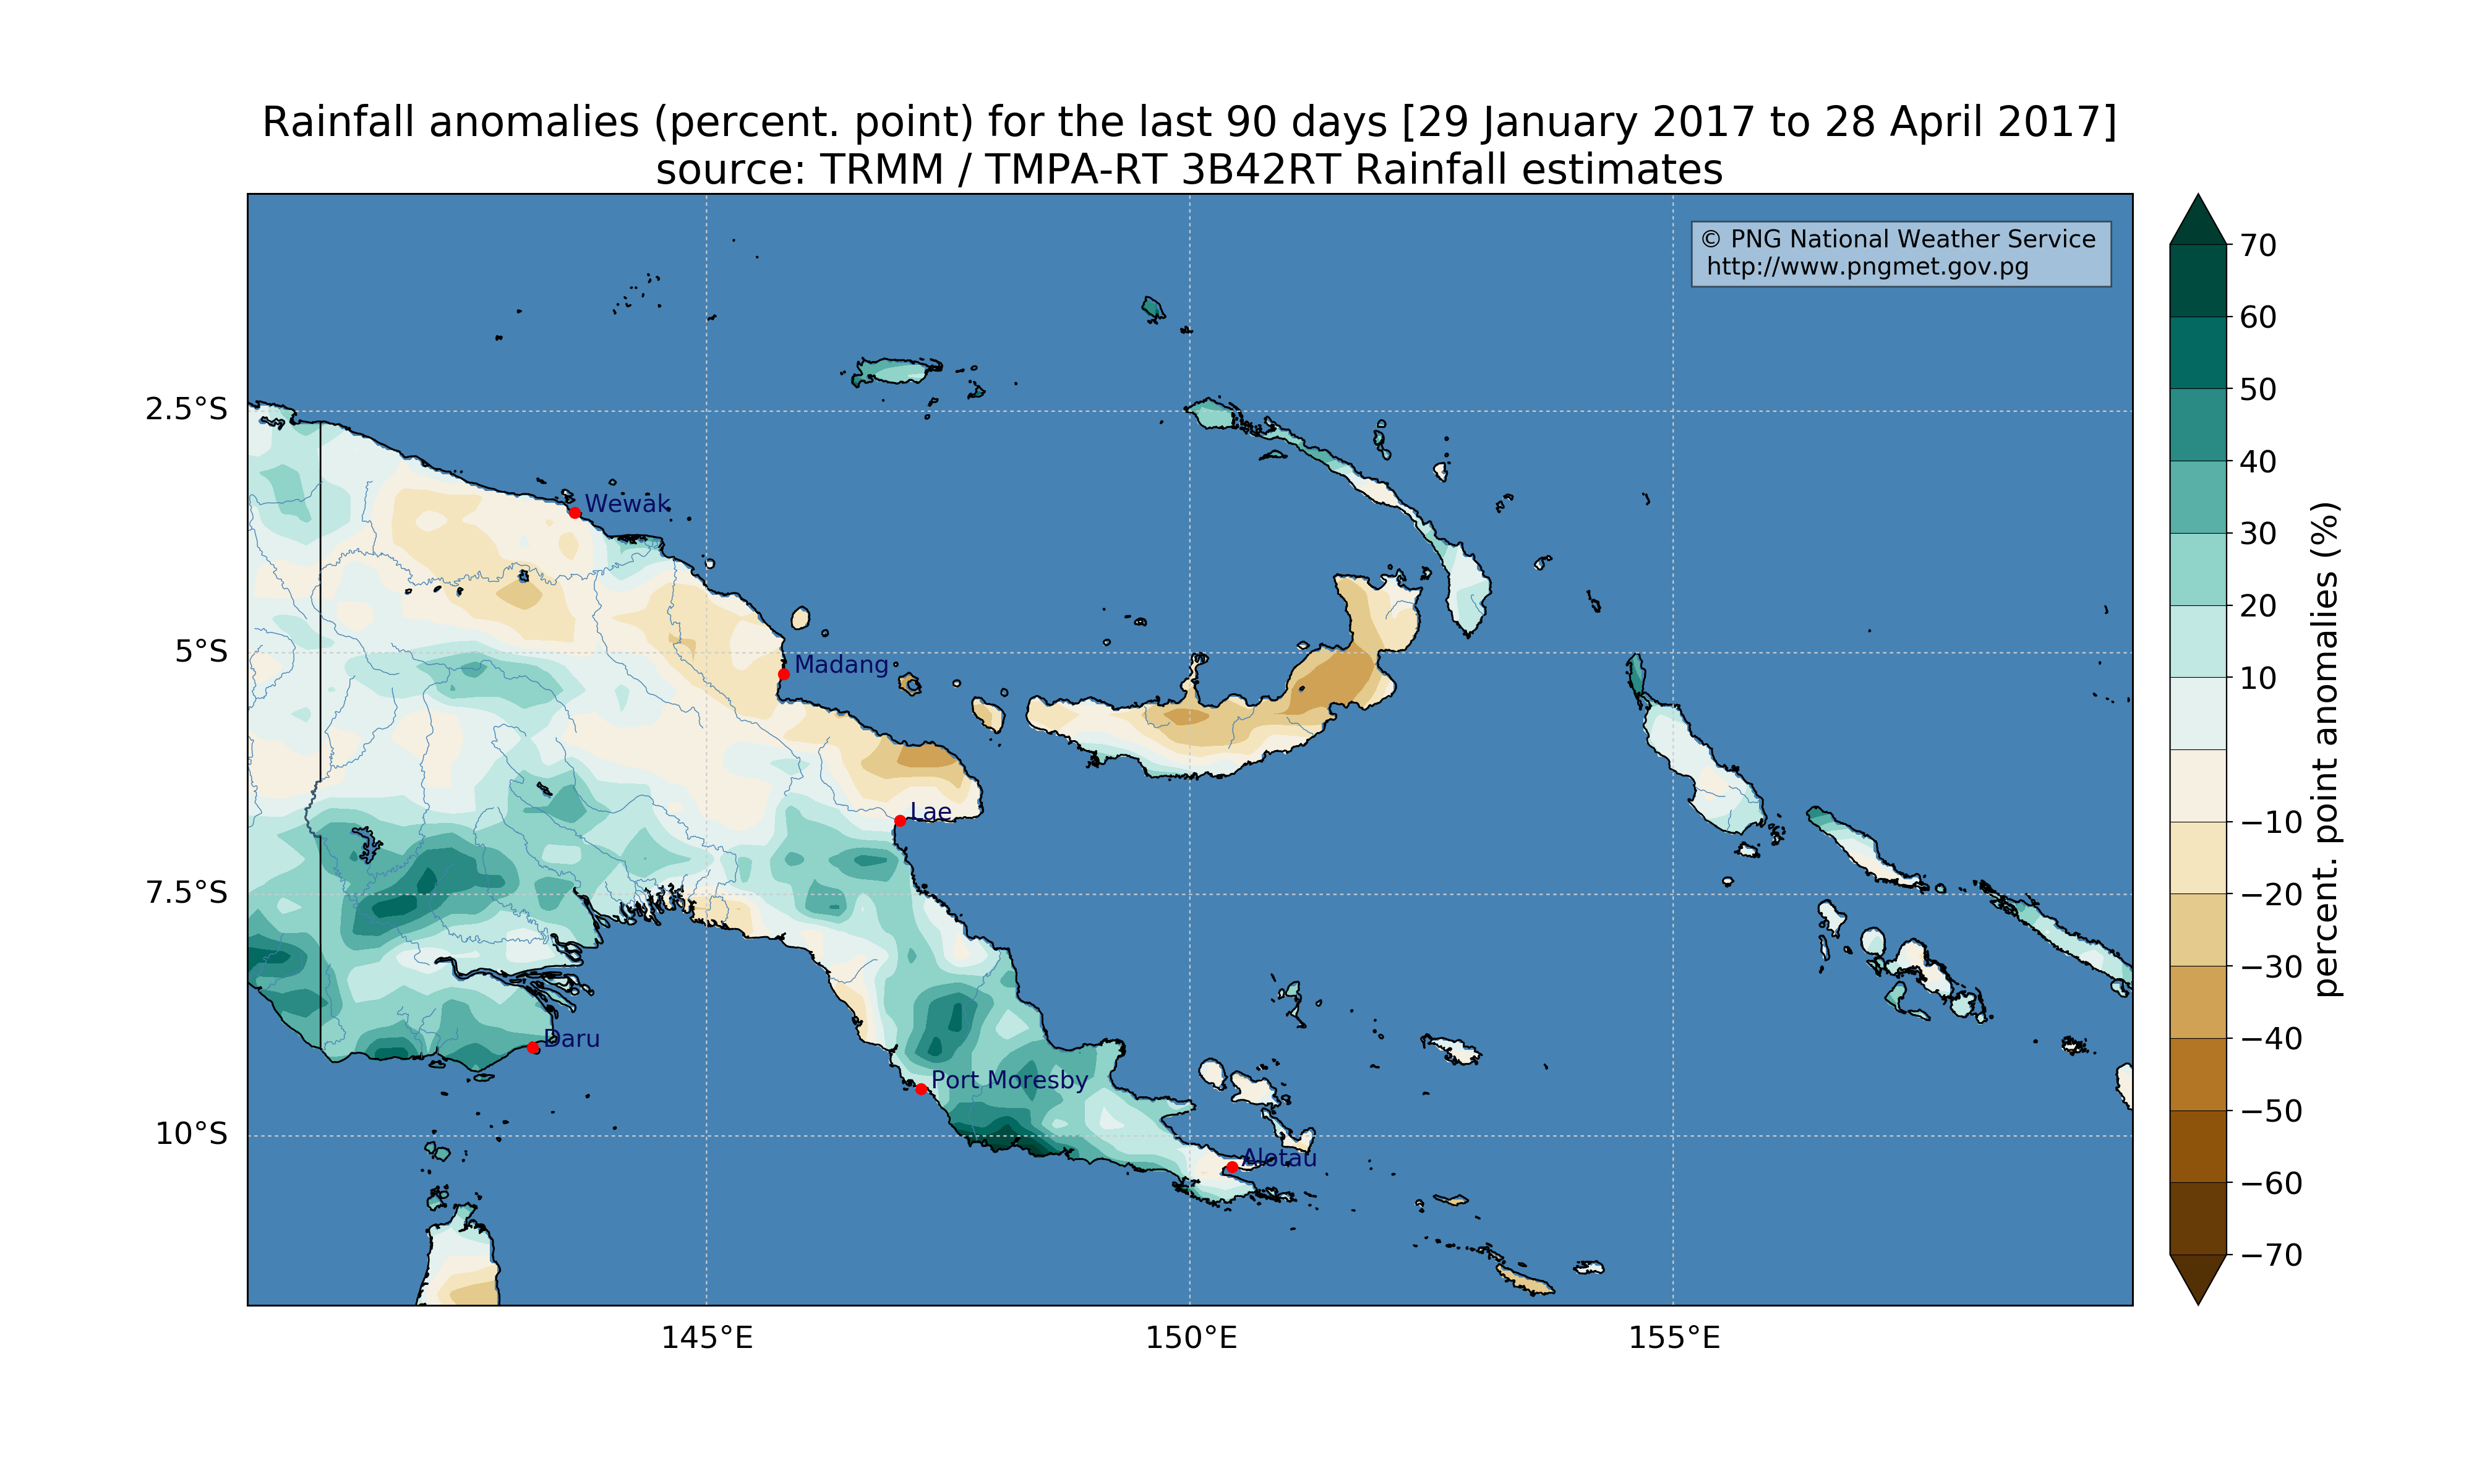 Rainfall anomalies (percent. point) for the last 90 days [29 January 2017 to 28 April 2017]
source: TRMM / TMPA-RT 3B42RT Rainfall estimates
© PNG National Weather Service
http://www.pngmet.gov.pg
2.5°S
5°S
7.5°S
10°S
145°E
150°E
155°E
Wewak
Madang
Lae
Daru
Port Moresby
Alotau
70
60
50
40
30
20
10
−10
−20
−30
−40
−50
−60
−70
percent. point anomalies (%)